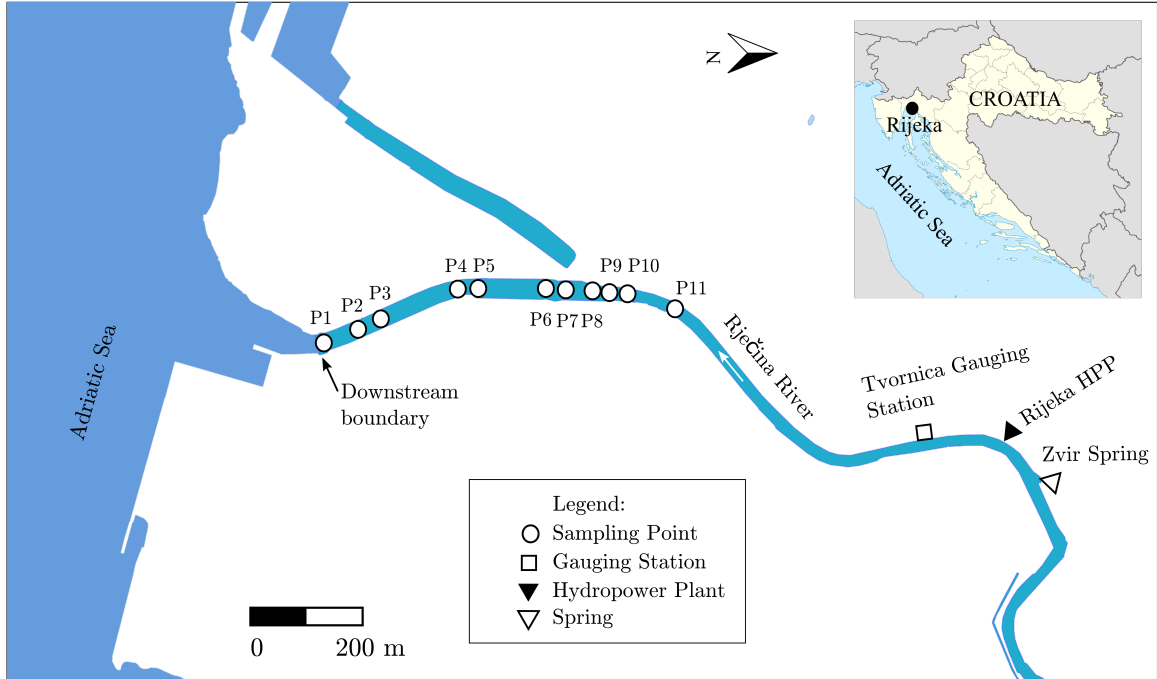 N
CROATIA
Rijeka
Adriatic Sea
P4 P5
P9 P10
P3
P2
P1
P11
P6 P7 P8
Rječina River
Adriatic Sea
Downstream
boundary
Tvornica Gauging
Station
Rijeka HPP
Zvir Spring
Legend:
Sampling Point
Gauging Station
Hydropower Plant
Spring
0 200 m